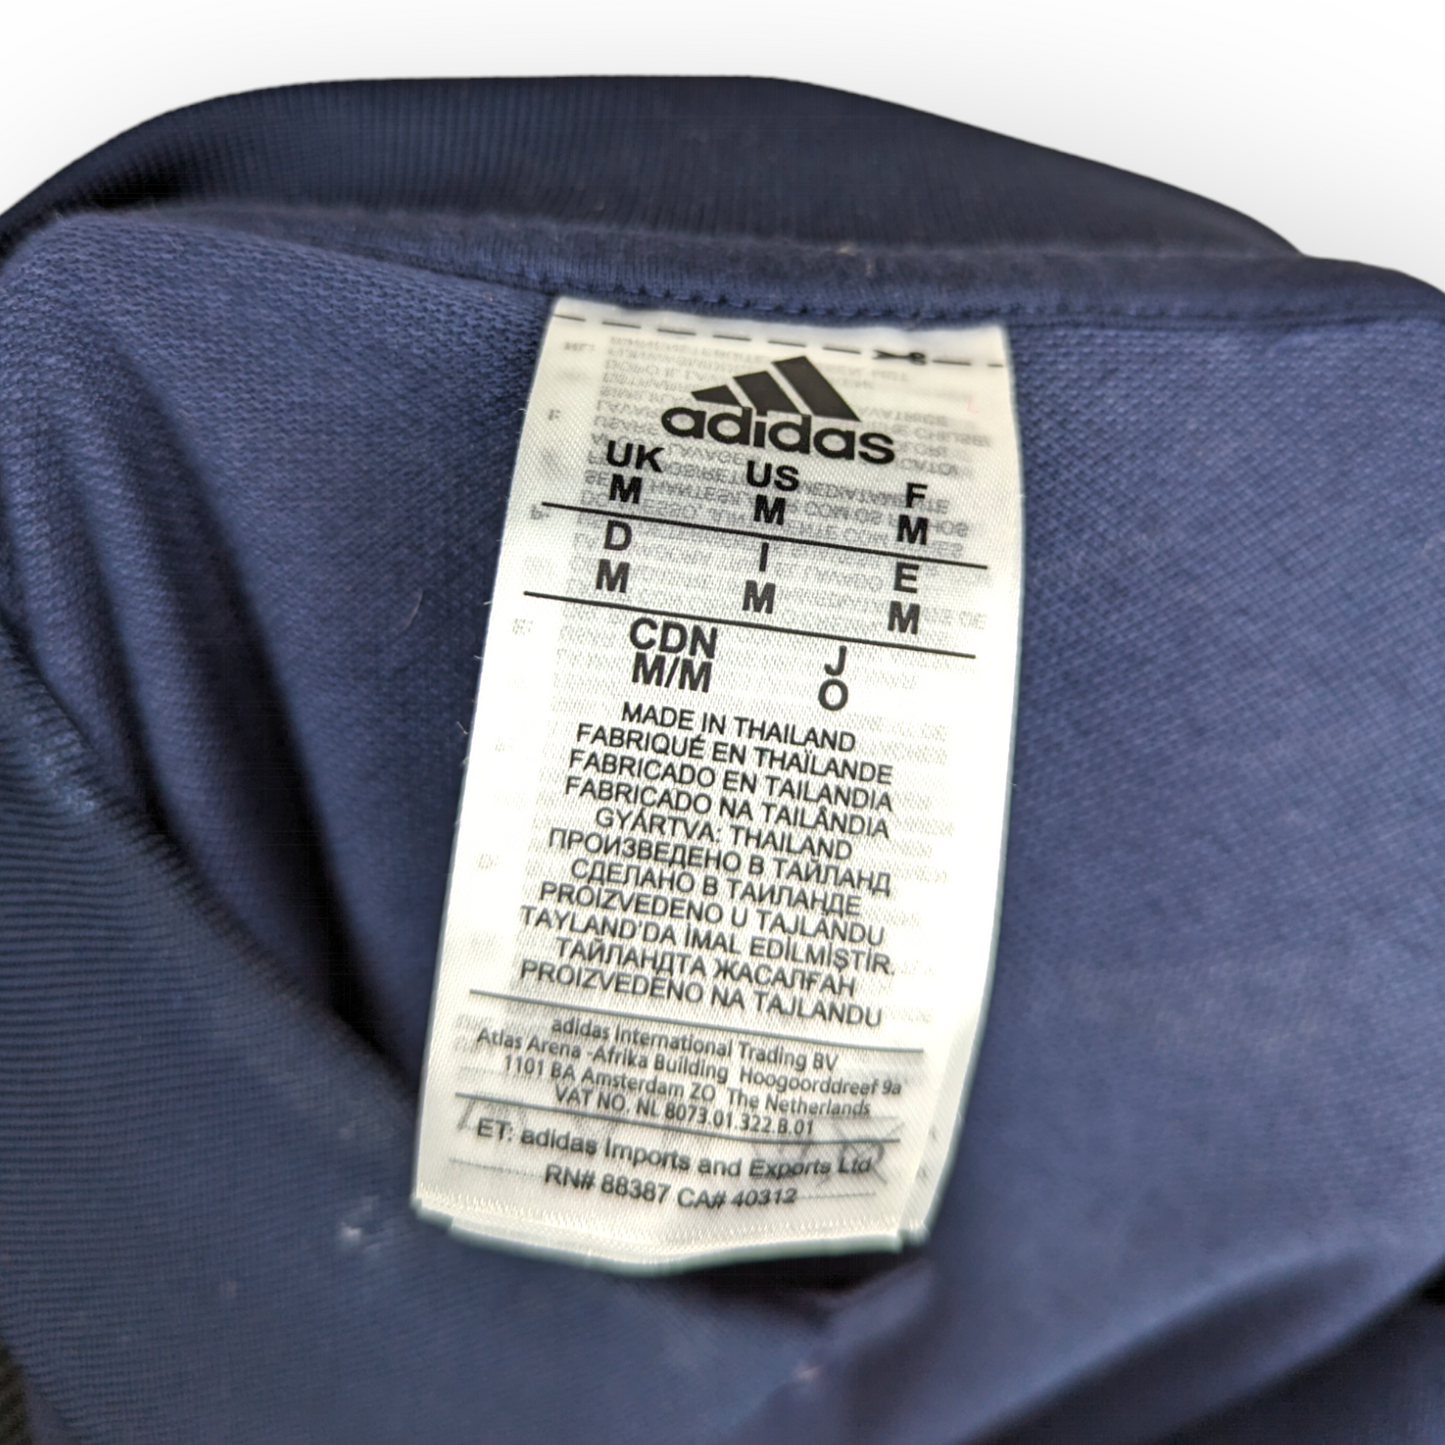 adidas
UK US F
M M M
D I E
M M M
CDN J
M/M O
MADE IN THAILAND
FABRIQUÉ EN THAÏLANDE
FABRICADO EN TAILANDIA
FABRICADO NA TAILÂNDIA
GYÁRTVA: THAILAND
ПРОИЗВЕДЕНО В ТАЙЛАНД
СДЕЛАНО В ТАИЛАНДЕ
PROIZVEDENO U TAJLANDU
TAYLAND'DA İMAL EDİLMİŞTİR.
ТАЙЛАНДТА ЖАСАЛҒАН
PROIZVEDENO NA TAJLANDU
adidas International Trading BV
Atlas Arena -Afrika Building Hoogoorddreef 9a
1101 BA Amsterdam ZO The Netherlands
VAT NO. NL 8073.01.322.B.01
ET: adidas Imports and Exports Ltd
RN# 88387 CA# 40312